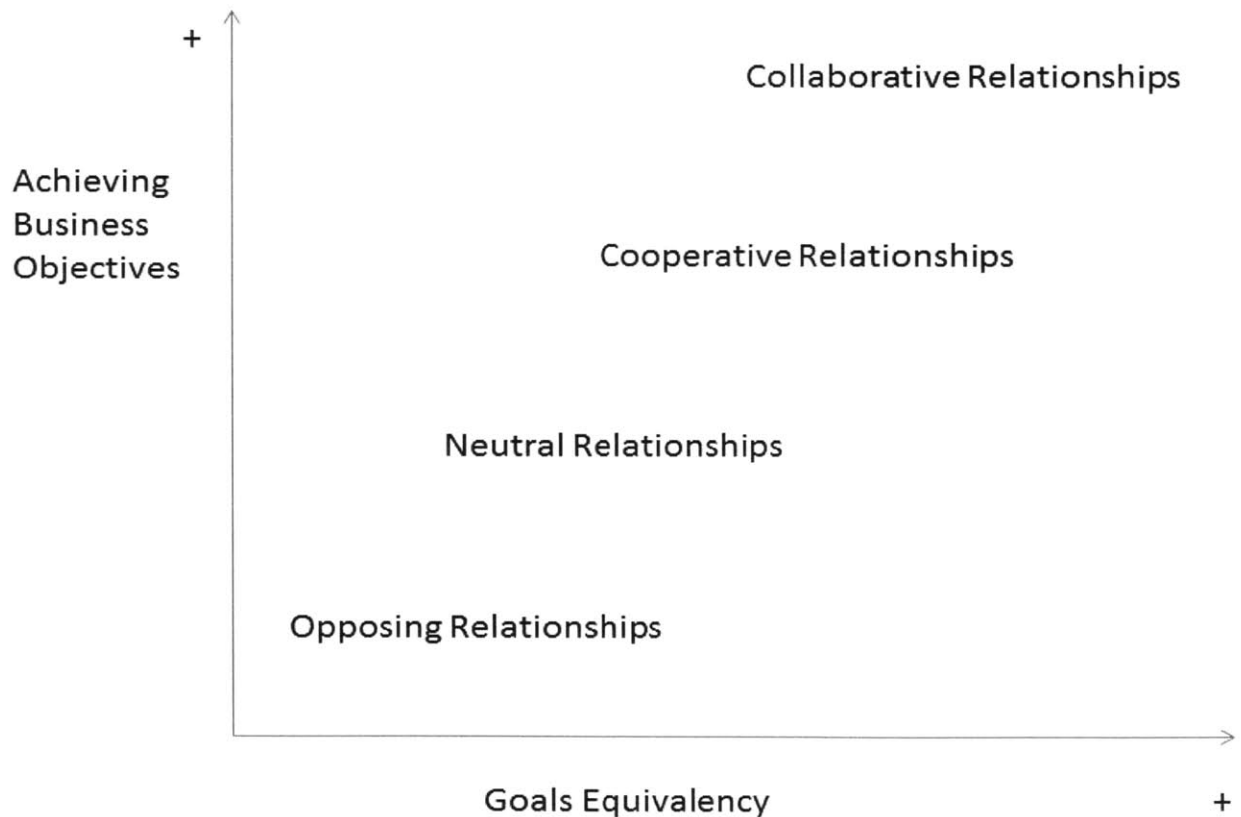 +
Collaborative Relationships
Achieving
Business
Objectives
Cooperative Relationships
Neutral Relationships
Opposing Relationships
Goals Equivalency
+